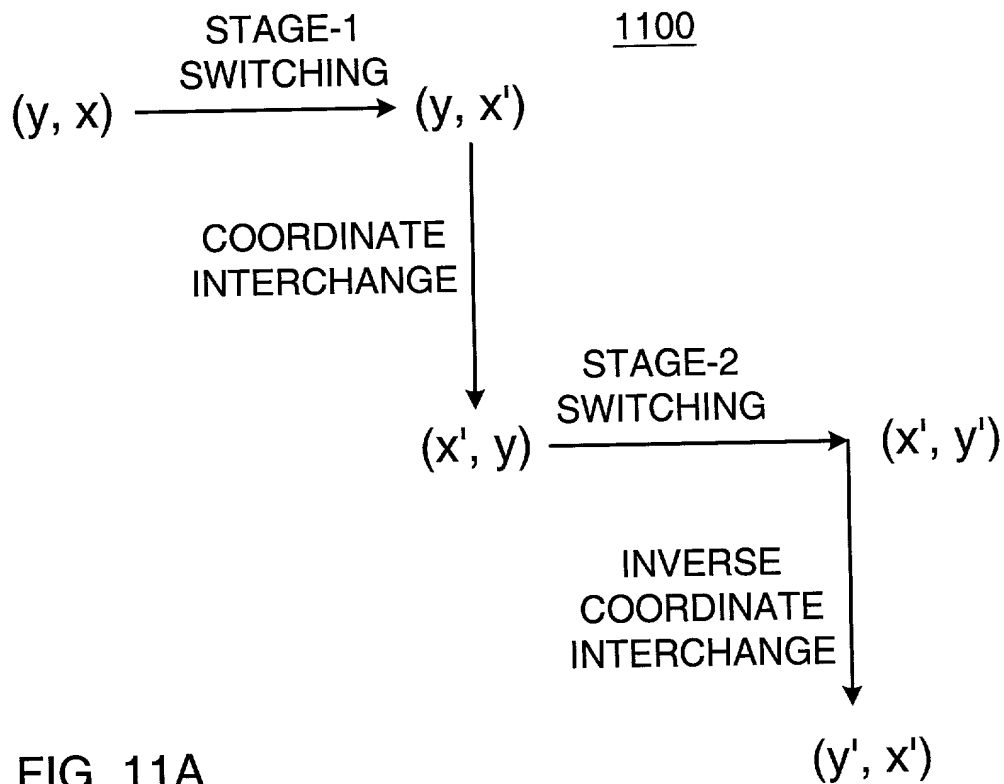 STAGE-1
SWITCHING
1100
(y, x)
(y, x')
COORDINATE
INTERCHANGE
STAGE-2
SWITCHING
(x', y)
(x', y')
INVERSE
COORDINATE
INTERCHANGE
(y', x')
FIG. 11A